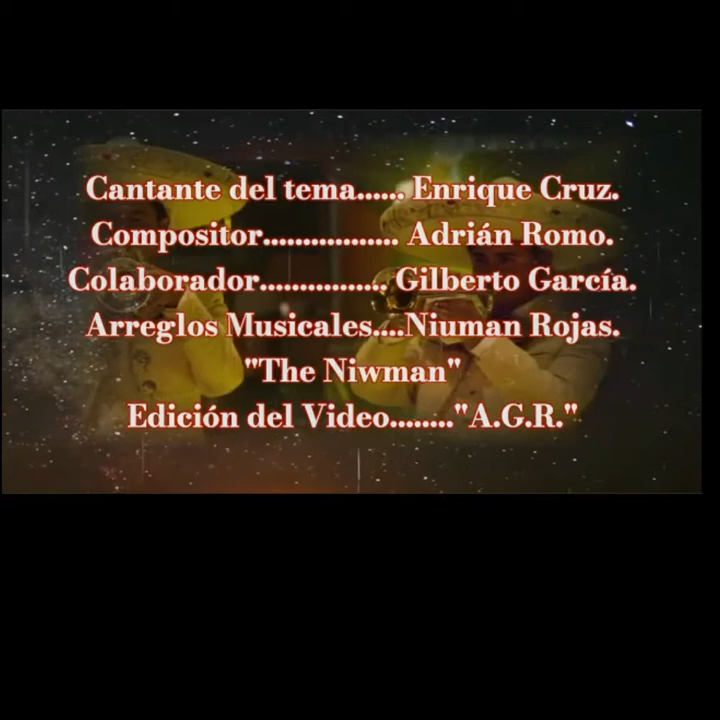 Cantante del tema...... Enrique Cruz.
Compositor................. Adrián Romo.
Colaborador................ Gilberto García.
Arreglos Musicales....Niuman Rojas.
"The Niwman"
Edición del Video........"A.G.R."